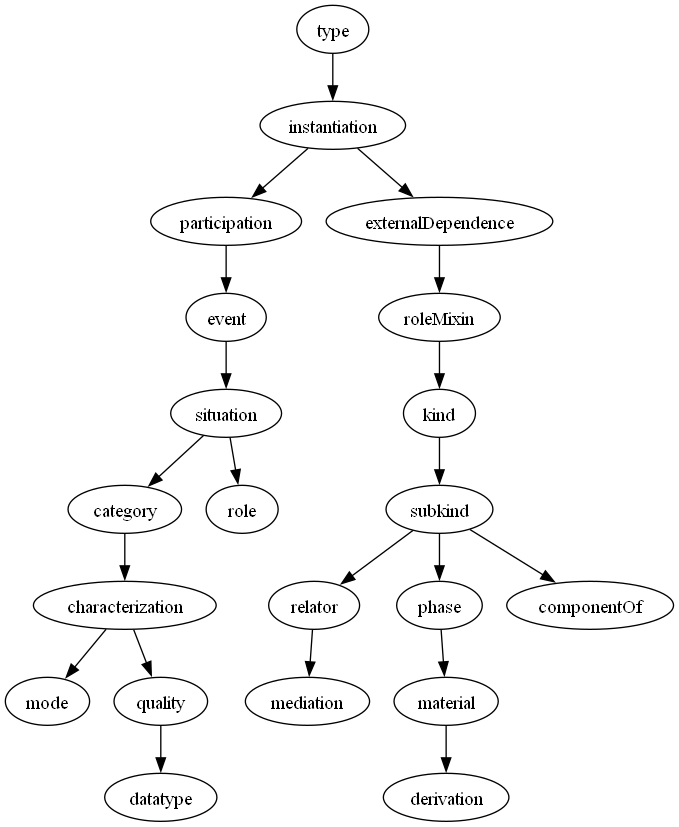 type
instantiation
participation
externalDependence
event
roleMixin
situation
kind
category
role
subkind
characterization
relator
phase
componentOf
mode
quality
mediation
material
datatype
derivation